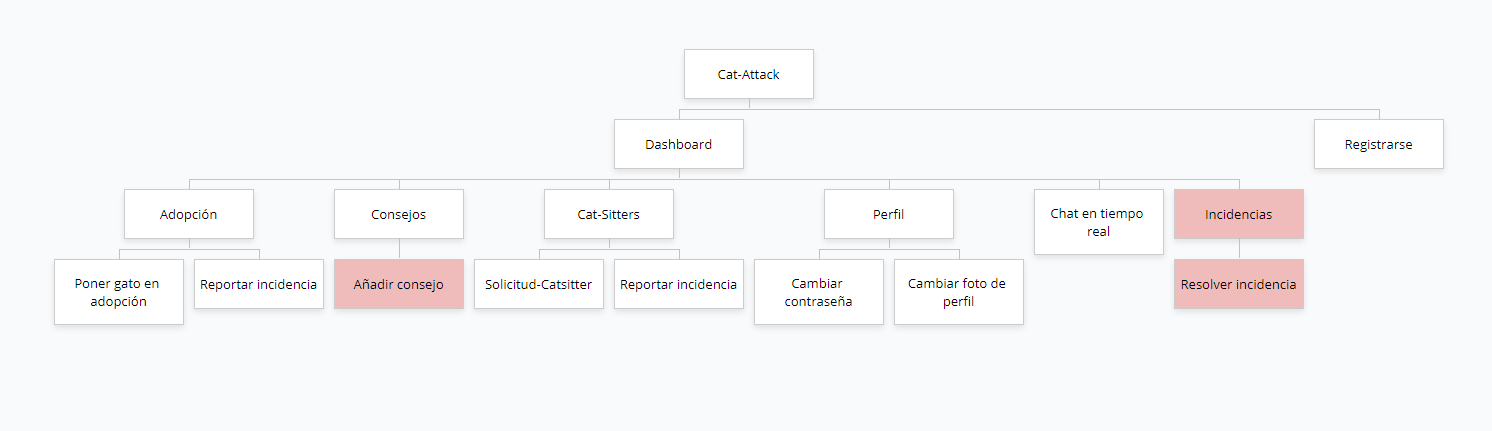 Cat-Attack
Dashboard
Registrarse
Adopción
Consejos
Cat-Sitters
Perfil
Chat en tiempo
real
Incidencias
Poner gato en
adopción
Reportar incidencia
Añadir consejo
Solicitud-Catsitter
Reportar incidencia
Cambiar
contraseña
Cambiar foto de
perfil
Resolver incidencia